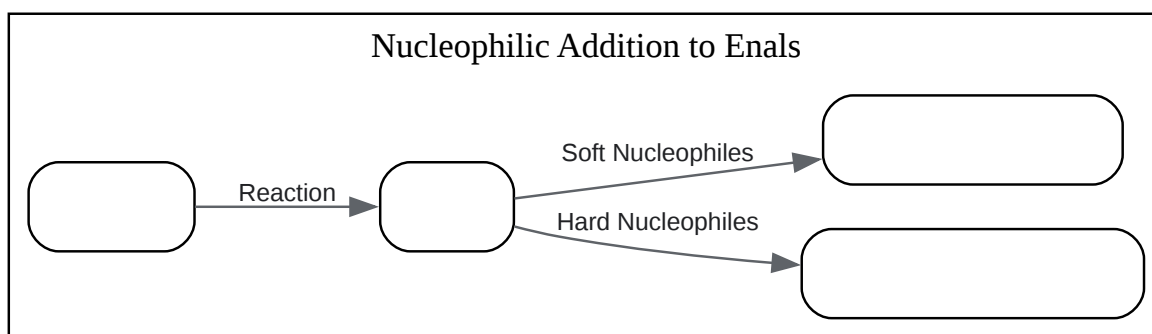 Nucleophilic Addition to Enals
Reaction
Soft Nucleophiles
Hard Nucleophiles